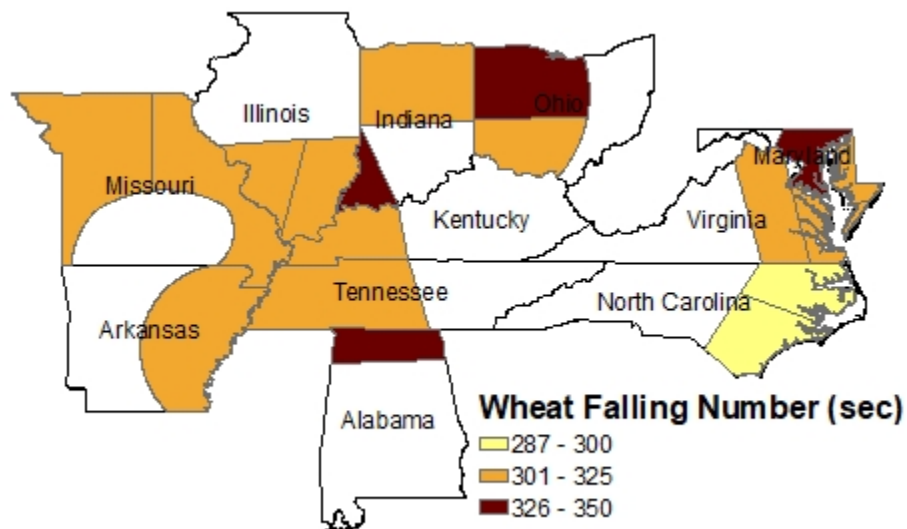 Illinois
Indiana
Ohio
Missouri
Maryland
Kentucky
Virginia
Tennessee
North Carolina
Arkansas
Alabama
Wheat Falling Number (sec)
287 - 300
301 - 325
326 - 350